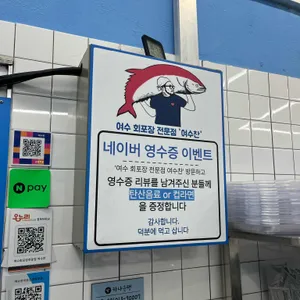 여수 회포장 전문점 '여수찬'
네이버 영수증 이벤트
'여수 회포장 전문점 여수찬' 방문하고
영수증 리뷰를 남겨주신 분들께
탄산음료 or 컵라면
을 증정합니다
감사합니다.
덕분에 먹고 삽니다
N pay